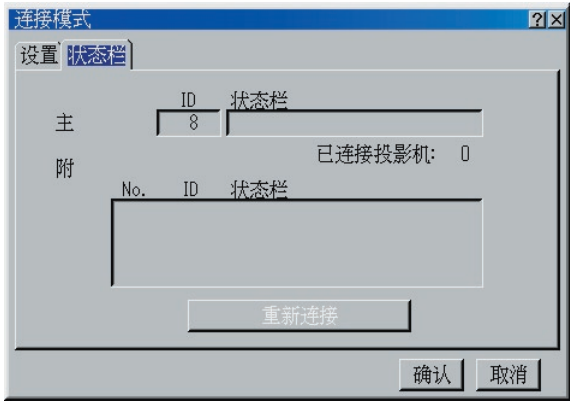 连接模式
设置 状态栏
ID 状态栏
主 8
已连接投影机: 0
附
No. ID 状态栏
重新连接
确认 取消